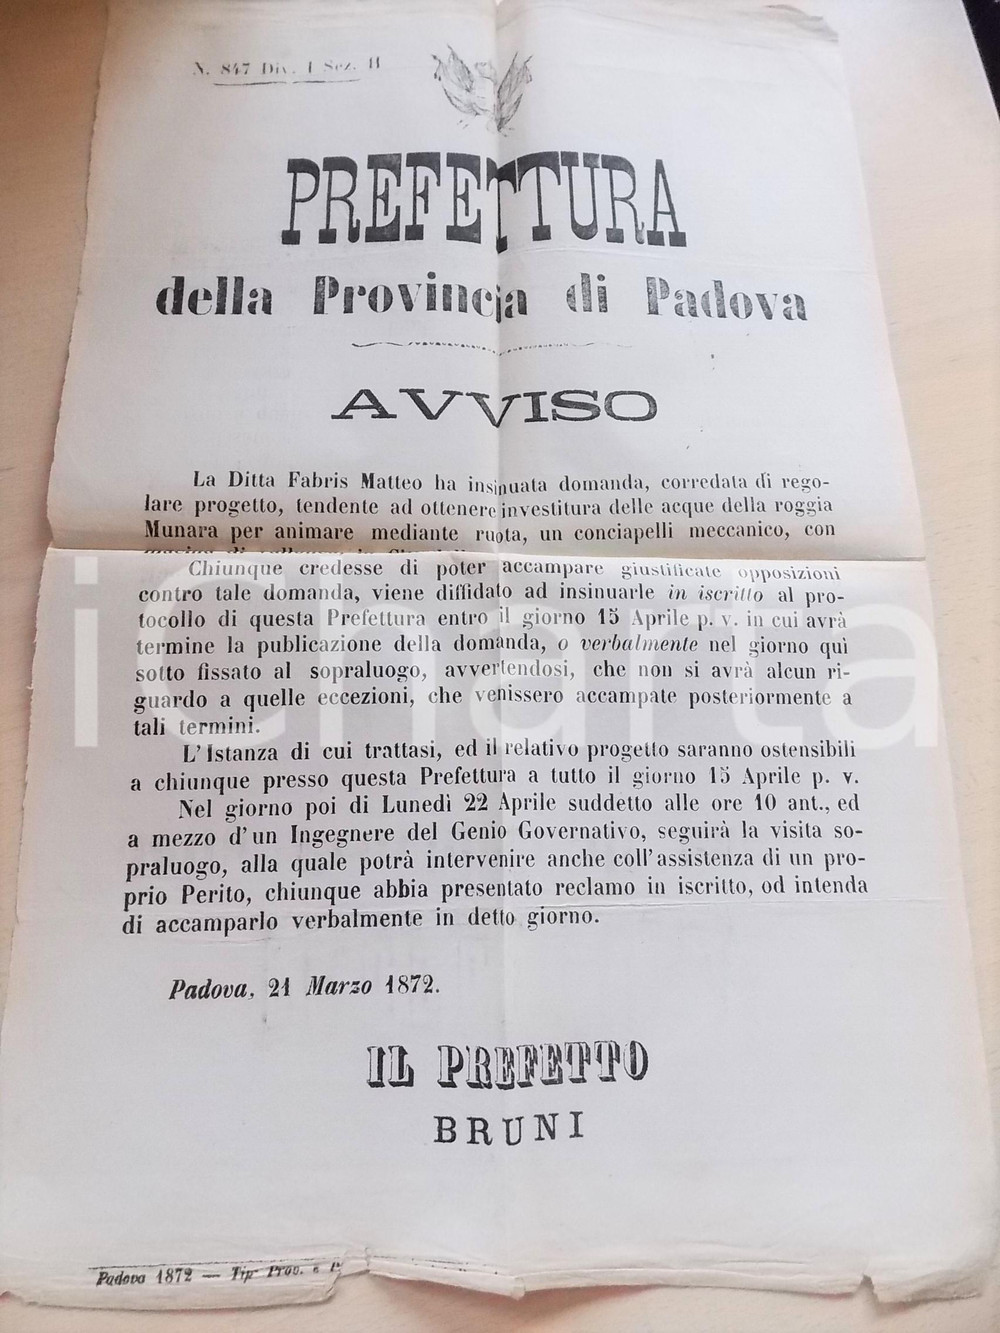 N. 847 Div. I Sez. II
PREFETTURA
della Provincia di Padova
AVVISO
La Ditta Fabris Matteo ha insinuata domanda, corredata di rego-
lare progetto, tendente ad ottenere investitura delle acque della roggia
Munara per animare mediante ruota, un conciapelli meccanico, con
Chiunque credesse di poter accampare giustificate opposizioni
contro tale domanda, viene diffidato ad insinuarle in iscritto al pro-
tocollo di questa Prefettura entro il giorno 15 Aprile p. v. in cui avrà
termine la publicazione della domanda, o verbalmente nel giorno quì
sotto fissato al sopraluogo, avvertendosi, che non si avrà alcun ri-
guardo a quelle eccezioni, che venissero accampate posteriormente a
tali termini.
L'Istanza di cui trattasi, ed il relativo progetto saranno ostensibili
a chiunque presso questa Prefettura a tutto il giorno 15 Aprile p. v.
Nel giorno poi di Lunedì 22 Aprile suddetto alle ore 10 ant., ed
a mezzo d'un Ingegnere del Genio Governativo, seguirà la visita so-
praluogo, alla quale potrà intervenire anche coll'assistenza di un pro-
prio Perito, chiunque abbia presentato reclamo in iscritto, od intenda
di accamparlo verbalmente in detto giorno.
Padova, 21 Marzo 1872.
IL PREFETTO
BRUNI
Padova 1872 — Tip. Prov. e
iCharta